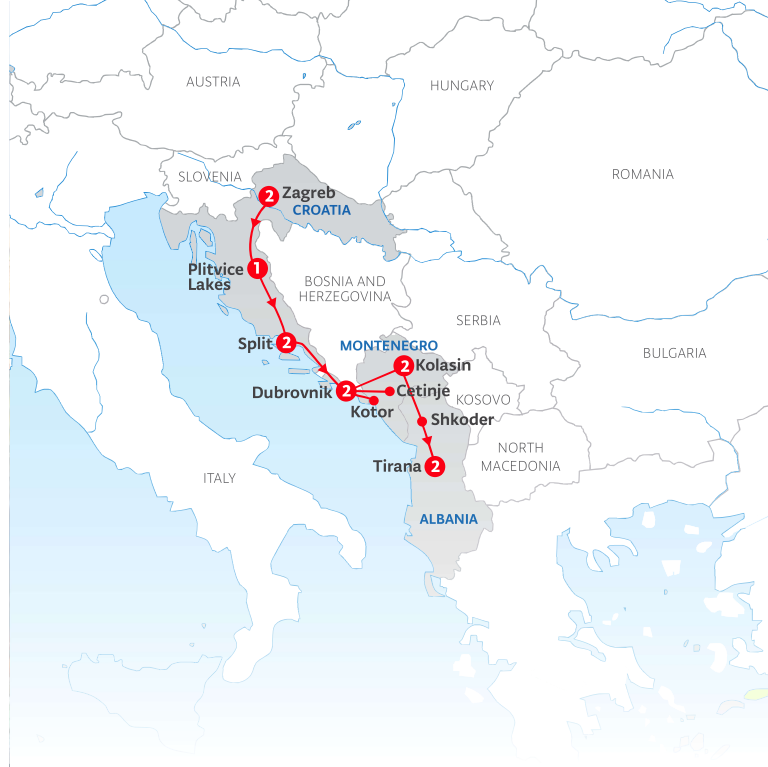 AUSTRIA
HUNGARY
ROMANIA
SLOVENIA
2 Zagreb
CROATIA
Plitvice 1
Lakes
BOSNIA AND
HERZEGOVINA
SERBIA
Split 2
MONTENEGRO
BULGARIA
2 Kolasin
Dubrovnik 2
Cetinje
KOSOVO
Kotor
Shkoder
NORTH
MACEDONIA
Tirana 2
ITALY
ALBANIA